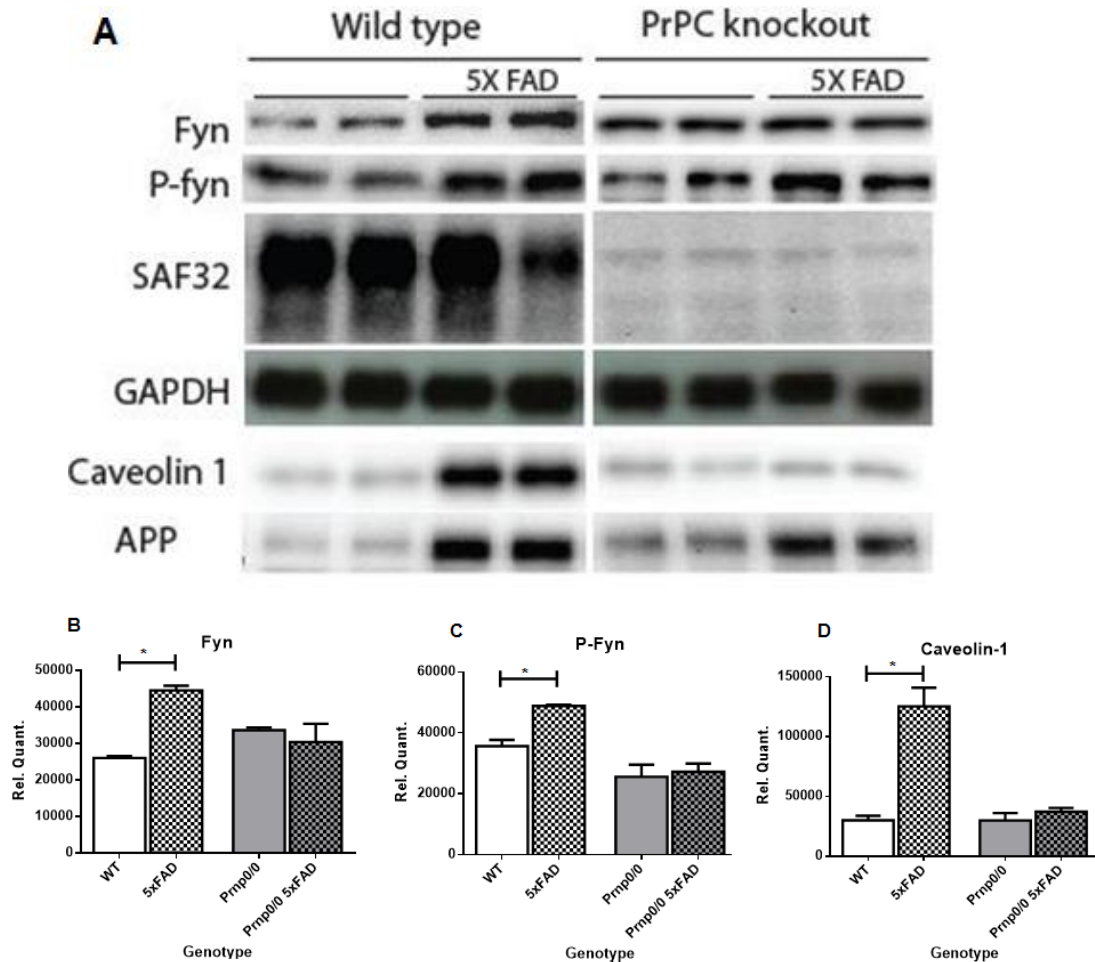 A
Wild type PrPC knockout
5X FAD 5X FAD
Fyn
P-fyn
SAF32
GAPDH
Caveolin 1
APP
B
Fyn
*
50000
40000
30000
20000
10000
0
Rel. Quant.
WT
5xFAD
Prnp0/0
Prnp0/0 5xFAD
Genotype
C
P-Fyn
*
60000
40000
20000
0
Rel. Quant.
WT
5xFAD
Prnp0/0
Prnp0/0 5xFAD
Genotype
D
Caveolin-1
*
150000
100000
50000
0
Rel. Quant.
WT
5xFAD
Prnp0/0
Prnp0/0 5xFAD
Genotype